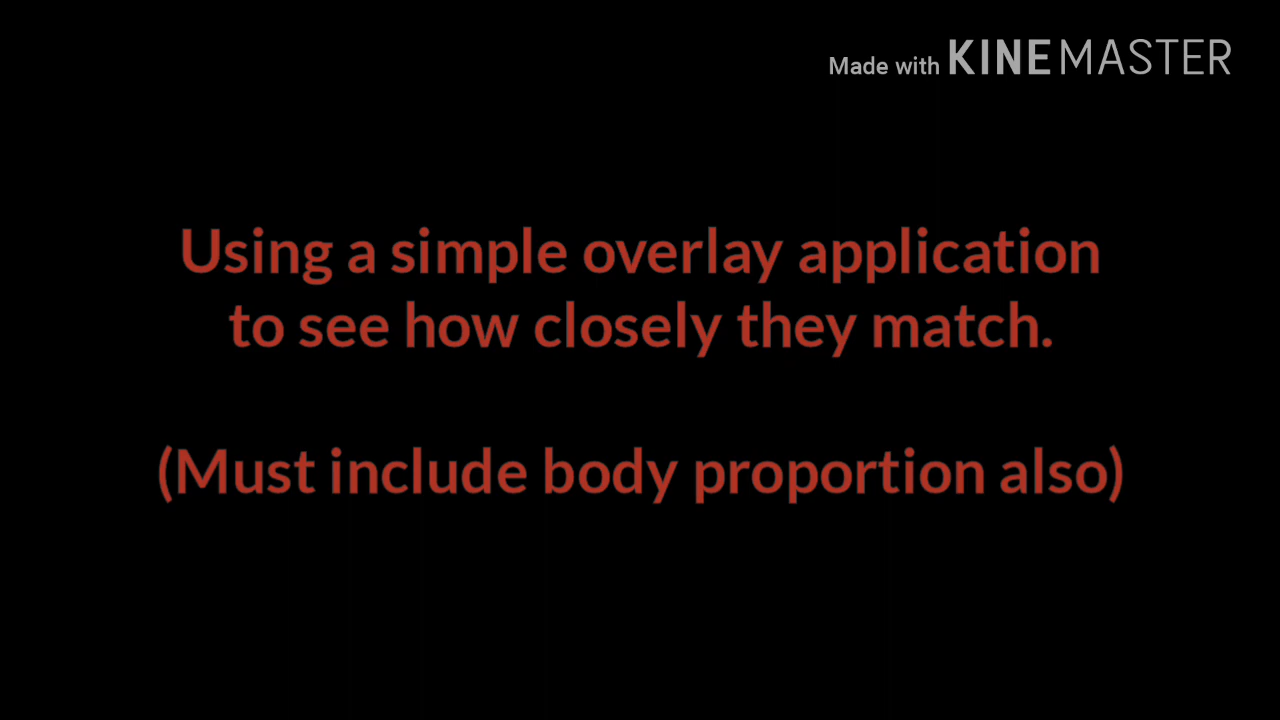 Made with KINEMASTER
Using a simple overlay application
to see how closely they match.
(Must include body proportion also)